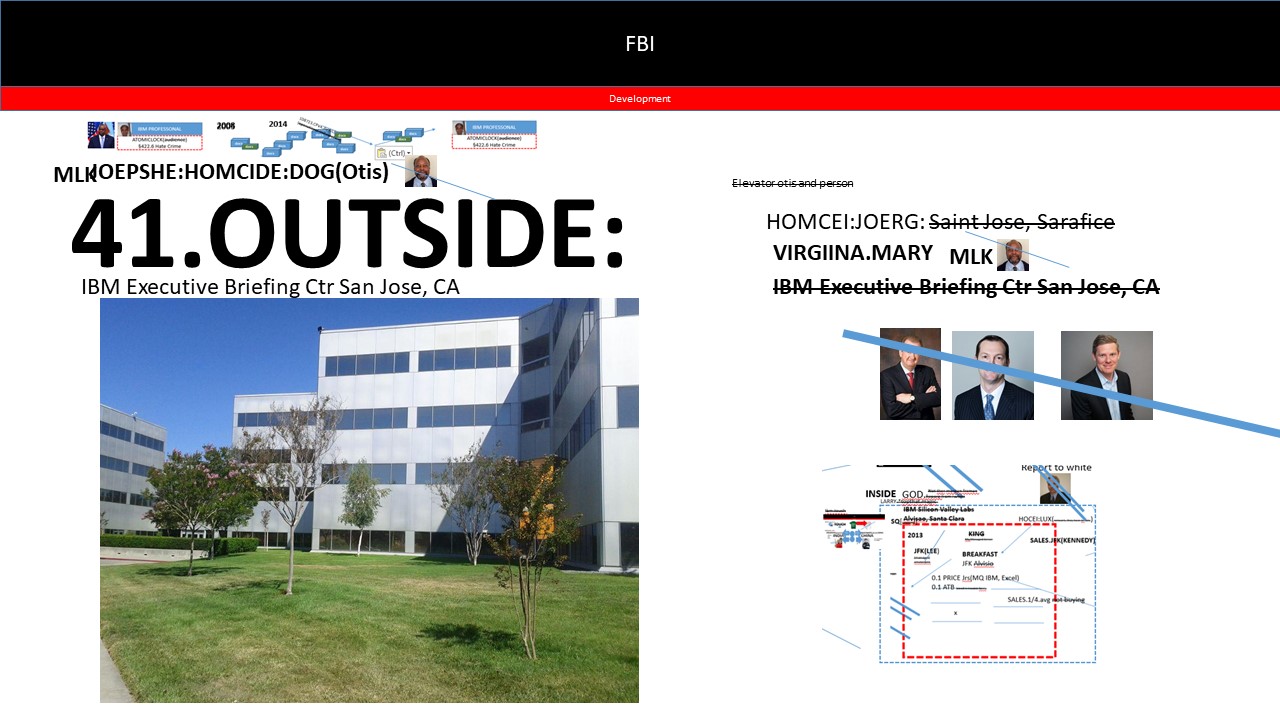 FBI
Development
IBM PROFESSIONAL
ATOMICLOCK(audience)
$422.6 Hate Crime
2005
2014
(Ctrl)
IBM PROFESSIONAL
ATOMICLOCK(audience)
$422.6 Hate Crime
MLK
JOEPSHE:HOMCIDE:DOG(Otis)
41.OUTSIDE:
IBM Executive Briefing Ctr San Jose, CA
Elevator otis and person
HOMCEI:JOERG: Saint Jose, Sarafice
VIRGIINA.MARY MLK
IBM Executive Briefing Ctr San Jose, CA
Report to white
INSIDE GOD
IBM Silicon Valley Labs
Alvisae, Santa Clara
HOCEI:LUX(
2013 KING
SALES.JFK(KENNEDY)
JFK(LEE)
BREAKFAST
JFK Alvisio
0.1 PRICE Jrs(MQ IBM, Excel)
0.1 ATB
SALES.1/4.avg not buying
x